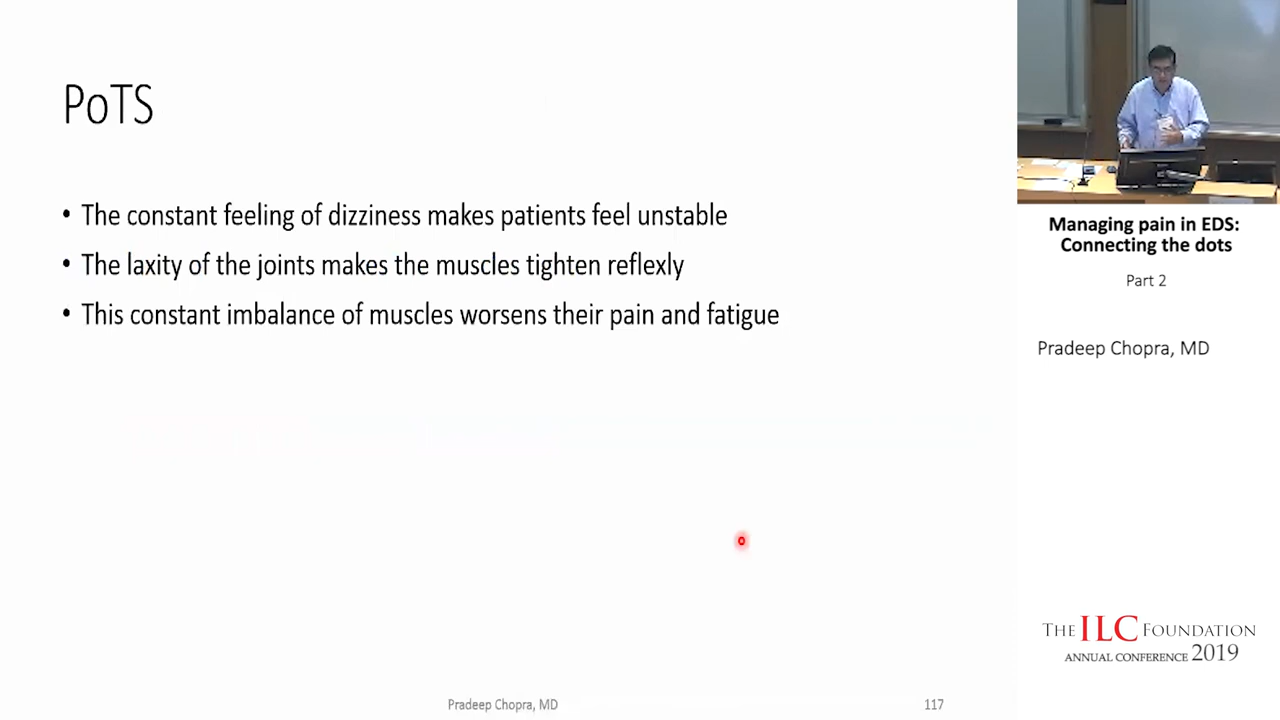 PoTS
• The constant feeling of dizziness makes patients feel unstable
• The laxity of the joints makes the muscles tighten reflexly
• This constant imbalance of muscles worsens their pain and fatigue
Pradeep Chopra, MD
117
Managing pain in EDS:
Connecting the dots
Part 2
Pradeep Chopra, MD
THE ILC FOUNDATION
ANNUAL CONFERENCE 2019